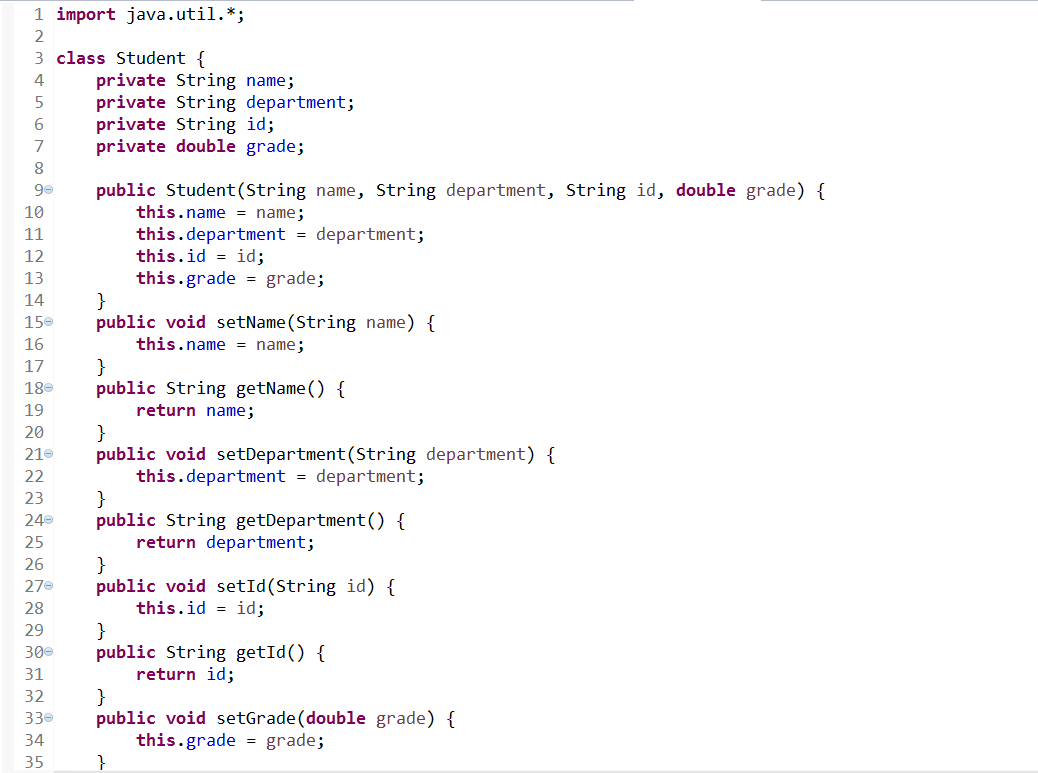 1 import java.util.*;
2
3 class Student {
4     private String name;
5     private String department;
6     private String id;
7     private double grade;
8
9     public Student(String name, String department, String id, double grade) {
10         this.name = name;
11         this.department = department;
12         this.id = id;
13         this.grade = grade;
14     }
15     public void setName(String name) {
16         this.name = name;
17     }
18     public String getName() {
19         return name;
20     }
21     public void setDepartment(String department) {
22         this.department = department;
23     }
24     public String getDepartment() {
25         return department;
26     }
27     public void setId(String id) {
28         this.id = id;
29     }
30     public String getId() {
31         return id;
32     }
33     public void setGrade(double grade) {
34         this.grade = grade;
35     }